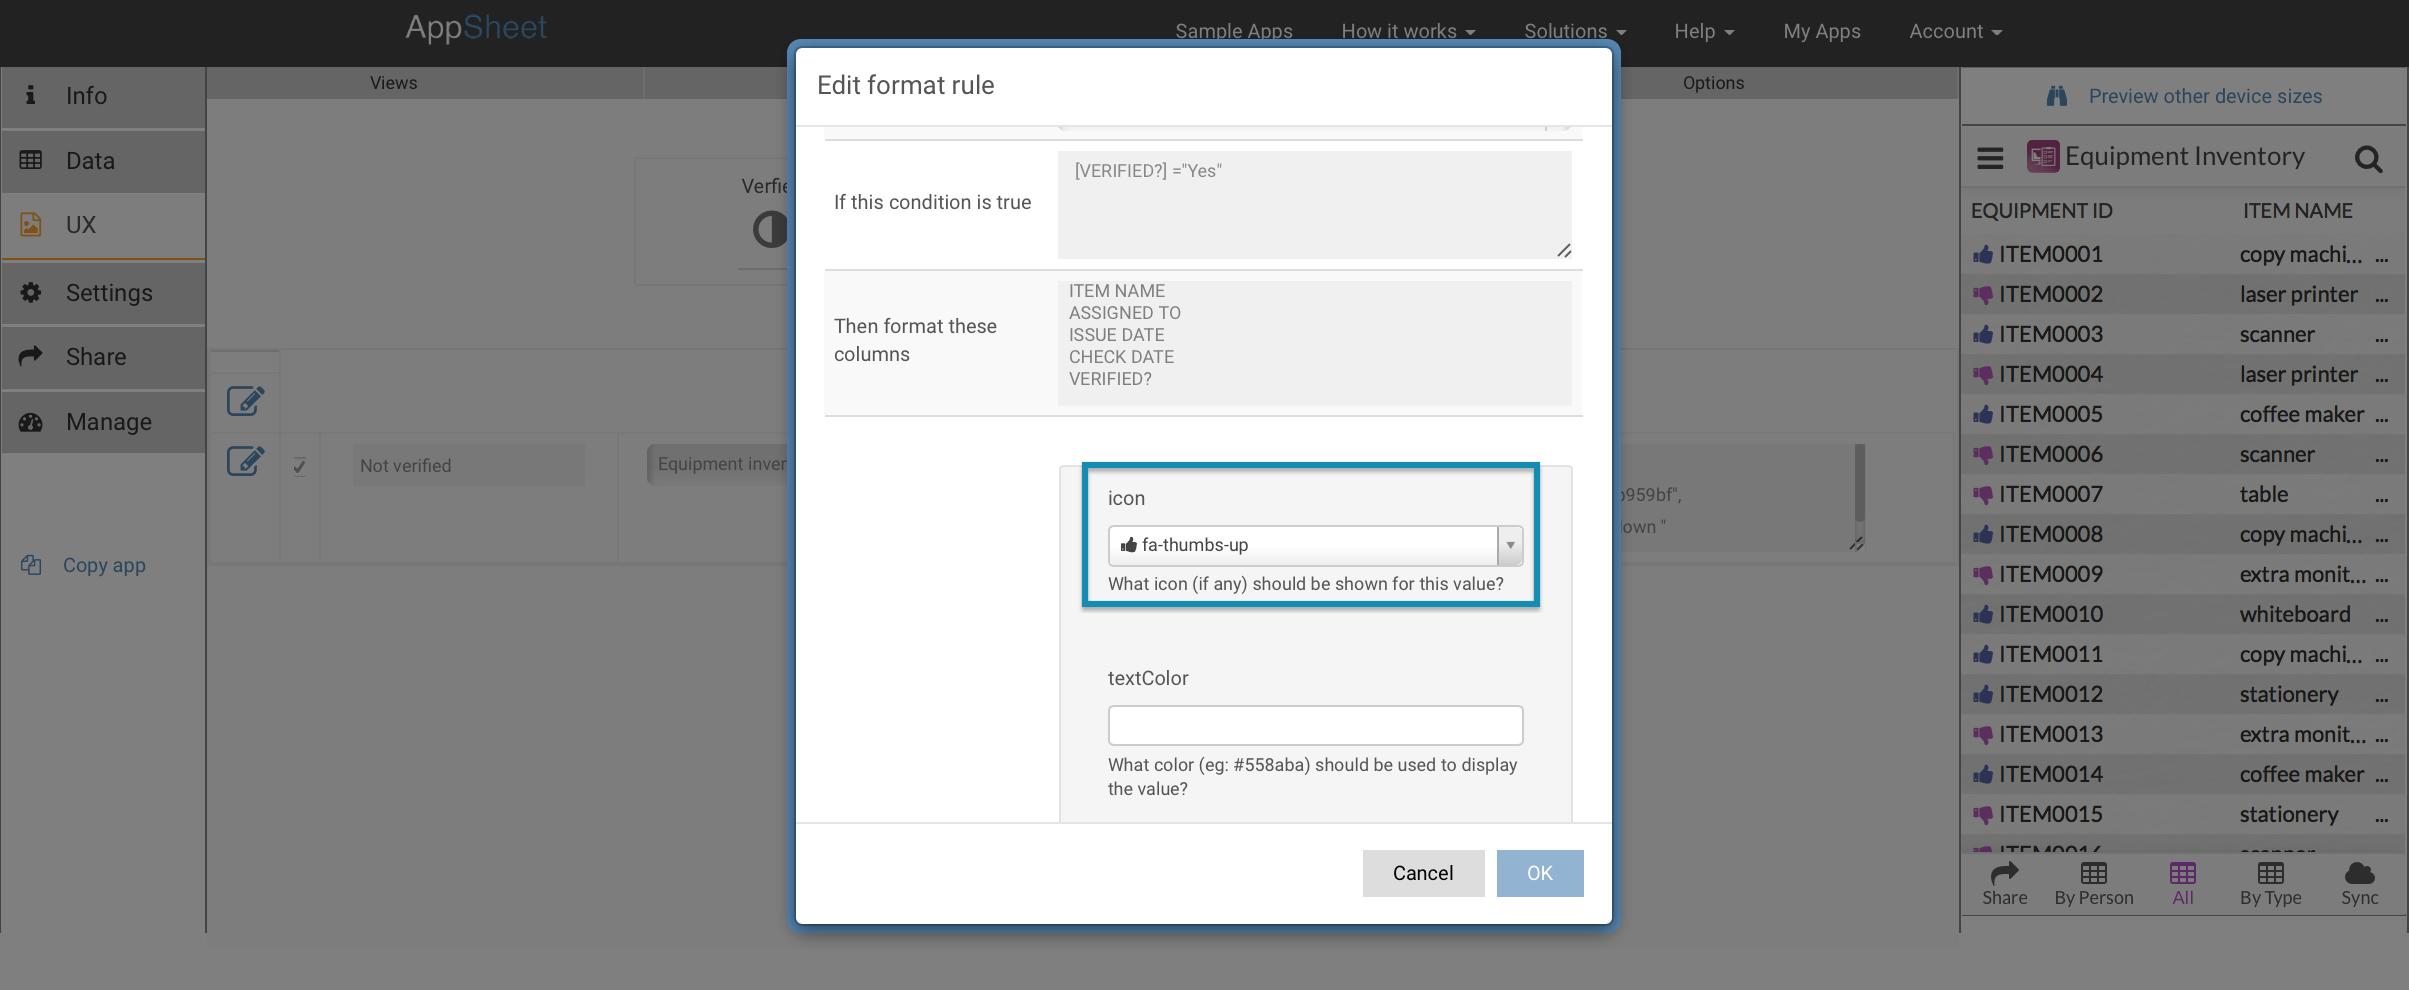 AppSheet
Sample Apps
How it works
Solutions
Help
My Apps
Account
Info
Data
UX
Settings
Share
Manage
Copy app
Views
Options
Not verified
Equipment inver
Edit format rule
If this condition is true
[VERIFIED?] ="Yes"
Then format these
columns
ITEM NAME
ASSIGNED TO
ISSUE DATE
CHECK DATE
VERIFIED?
icon
fa-thumbs-up
What icon (if any) should be shown for this value?
textColor
What color (eg: #558aba) should be used to display
the value?
Cancel
OK
959bf",
own "
Preview other device sizes
Equipment Inventory
EQUIPMENT ID ITEM NAME
ITEM0001 copy machi... ...
ITEM0002 laser printer ...
ITEM0003 scanner ...
ITEM0004 laser printer ...
ITEM0005 coffee maker ...
ITEM0006 scanner ...
ITEM0007 table ...
ITEM0008 copy machi... ...
ITEM0009 extra monit... ...
ITEM0010 whiteboard ...
ITEM0011 copy machi... ...
ITEM0012 stationery ...
ITEM0013 extra monit... ...
ITEM0014 coffee maker ...
ITEM0015 stationery ...
Share
By Person
All
By Type
Sync